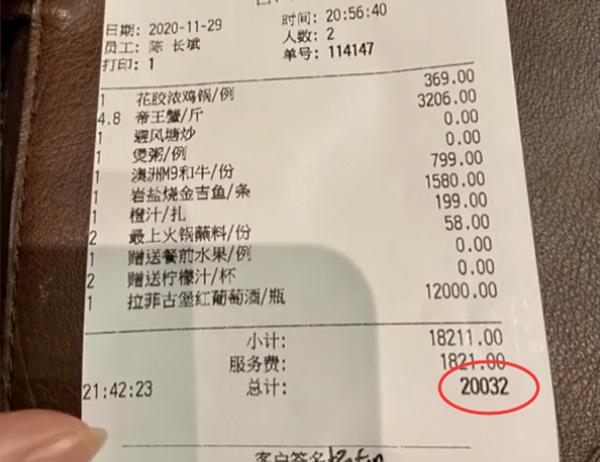 日期: 2020-11-29 时间: 20:56:40
员工: 陈 长斌 人数: 2
打印: 1 单号: 114147
1 花胶浓鸡锅/例 369.00
4.8 帝王蟹/斤 3206.00
1 避风塘炒 0.00
1 煲粥/例 0.00
1 澳洲M9和牛/份 799.00
1 岩盐烧金吉鱼/条 1580.00
1 橙汁/扎 199.00
2 最上火锅蘸料/份 58.00
1 赠送餐前水果/例 0.00
2 赠送柠檬汁/杯 0.00
1 拉菲古堡红葡萄酒/瓶 12000.00
小计: 18211.00
服务费: 1821.00
21:42:23 总计: 20032
客户签名